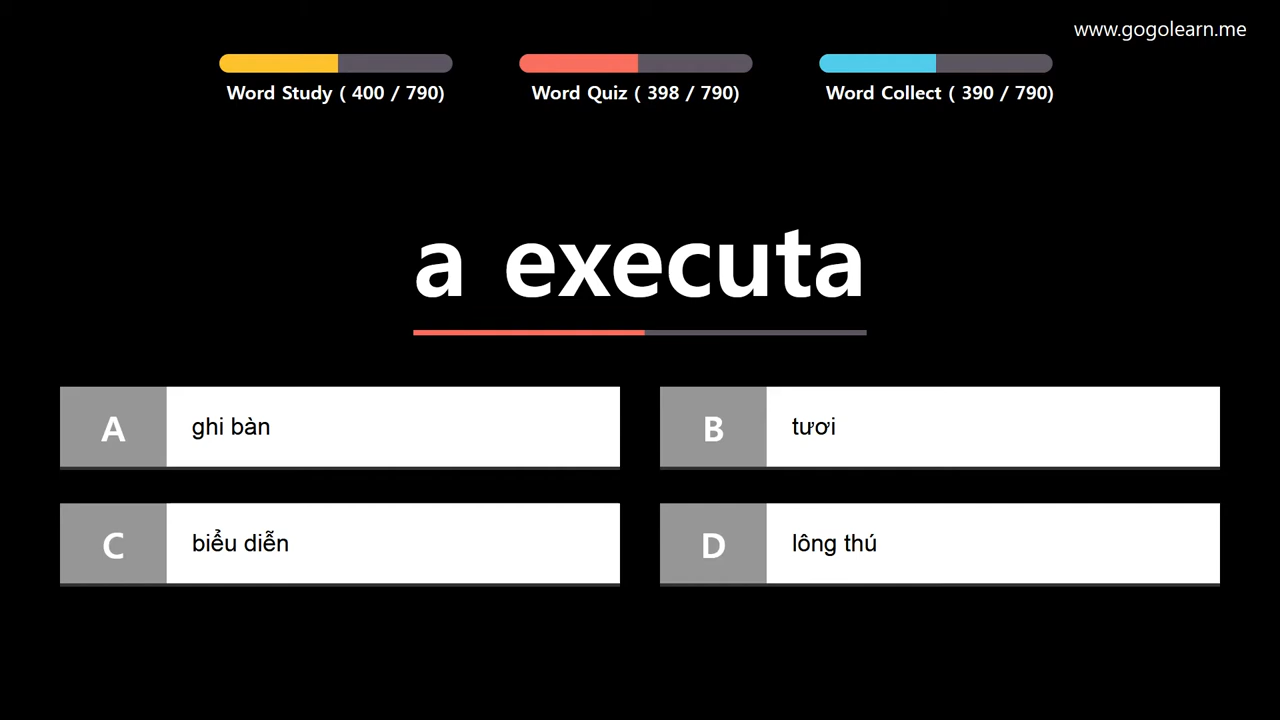 www.gogolearn.me
Word Study ( 400 / 790)
Word Quiz ( 398 / 790)
Word Collect ( 390 / 790)
a executa
A
ghi bàn
B
tươi
C
biểu diễn
D
lông thú